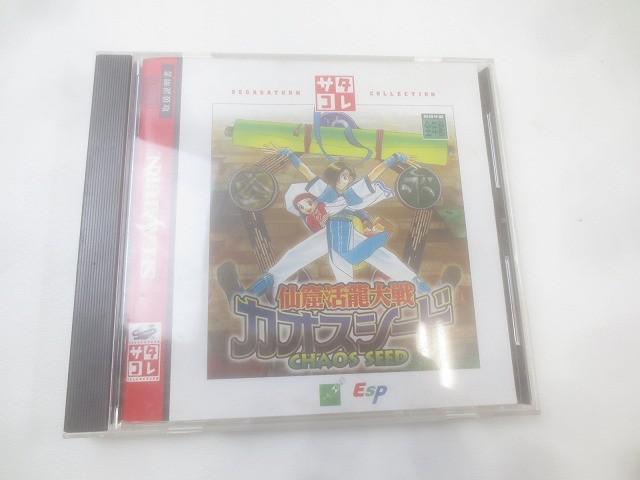 サタ
コレ
SEGASATURN COLLECTION
SEGA SATURN
サタ
コレ
COLLECTION
仙窟活龍大戦
カオスシード
CHAOS SEED
ESP